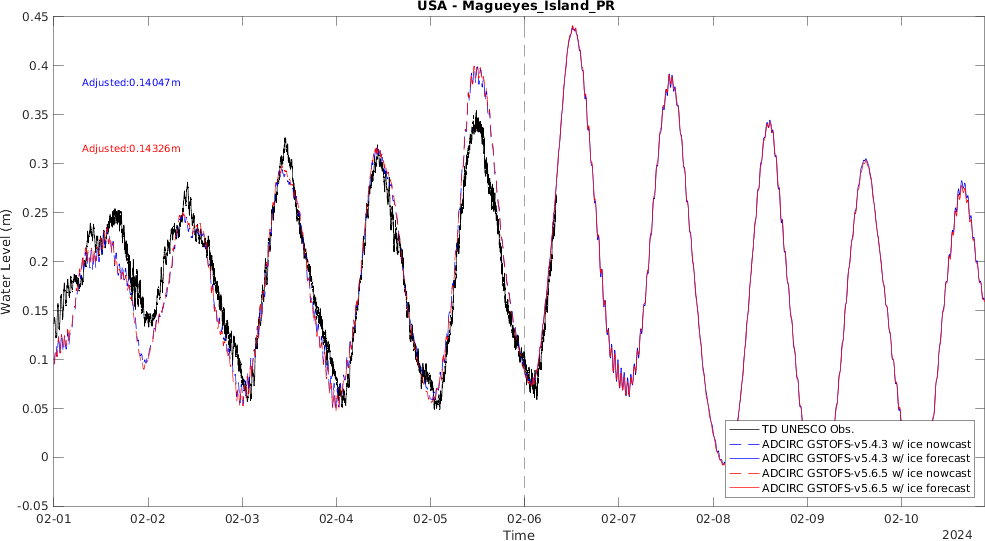 USA - Magueyes_Island_PR
0.45
0.4
0.35
0.3
0.25
0.2
0.15
0.1
0.05
0
-0.05
Water Level (m)
Adjusted:0.14047m
Adjusted:0.14326m
TD UNESCO Obs.
ADCIRC GSTOFS-v5.4.3 w/ ice nowcast
ADCIRC GSTOFS-v5.4.3 w/ ice forecast
ADCIRC GSTOFS-v5.6.5 w/ ice nowcast
ADCIRC GSTOFS-v5.6.5 w/ ice forecast
02-01 02-02 02-03 02-04 02-05 02-06 02-07 02-08 02-09 02-10
Time
2024